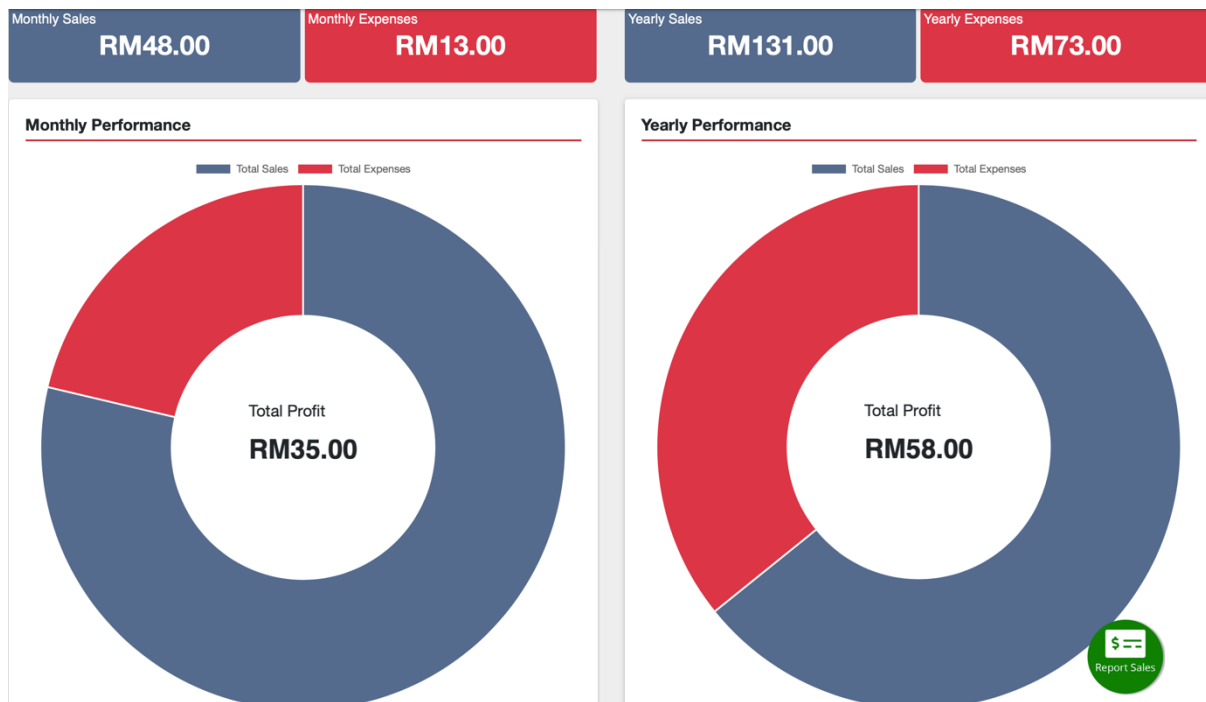 Monthly Sales
RM48.00
Monthly Expenses
RM13.00
Yearly Sales
RM131.00
Yearly Expenses
RM73.00
Monthly Performance
Total Sales
Total Expenses
Total Profit
RM35.00
Yearly Performance
Total Sales
Total Expenses
Total Profit
RM58.00
$
Report Sales